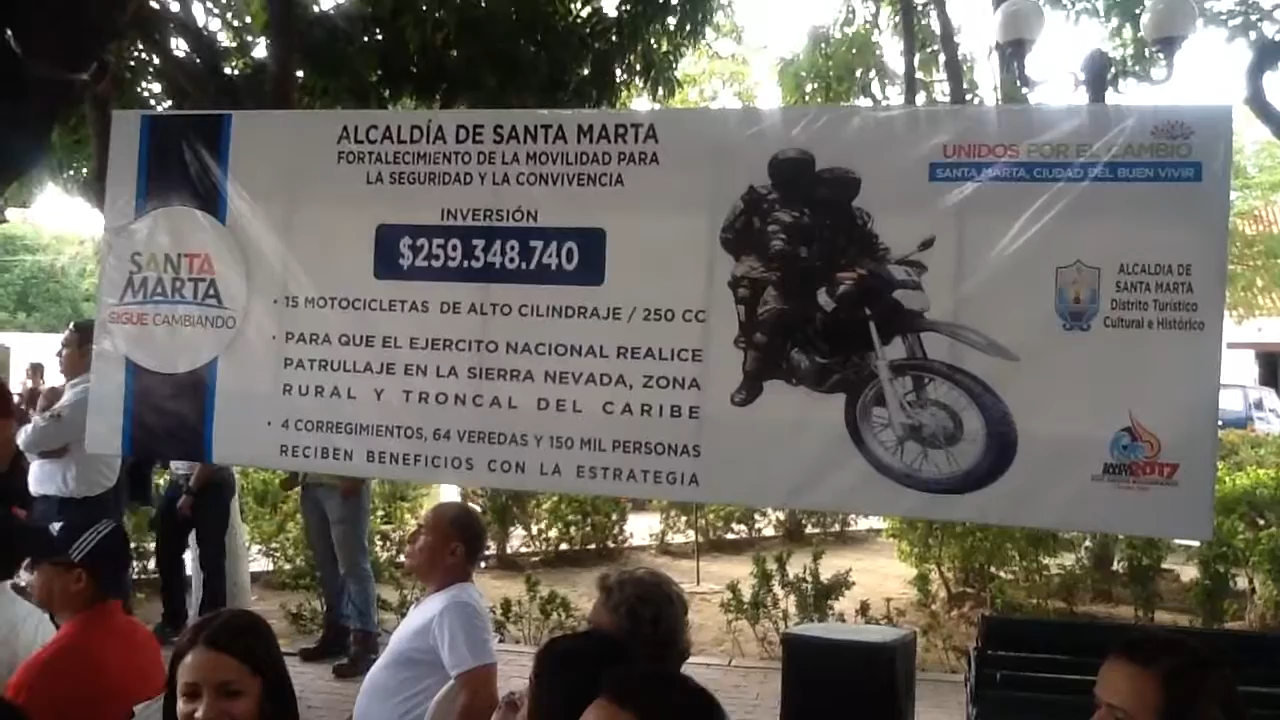 ALCALDÍA DE SANTA MARTA
FORTALECIMIENTO DE LA MOVILIDAD PARA
LA SEGURIDAD Y LA CONVIVENCIA
INVERSIÓN
$259.348.740
• 15 MOTOCICLETAS DE ALTO CILINDRAJE / 250 CC
• PARA QUE EL EJERCITO NACIONAL REALICE
PATRULLAJE EN LA SIERRA NEVADA, ZONA
RURAL Y TRONCAL DEL CARIBE
• 4 CORREGIMIENTOS, 64 VEREDAS Y 150 MIL PERSONAS
RECIBEN BENEFICIOS CON LA ESTRATEGIA
SANTA
MARTA
SIGUE CAMBIANDO
UNIDOS POR EL CAMBIO
SANTA MARTA, CIUDAD DEL BUEN VIVIR
ALCALDIA DE
SANTA MARTA
Distrito Turístico
Cultural e Histórico
2017